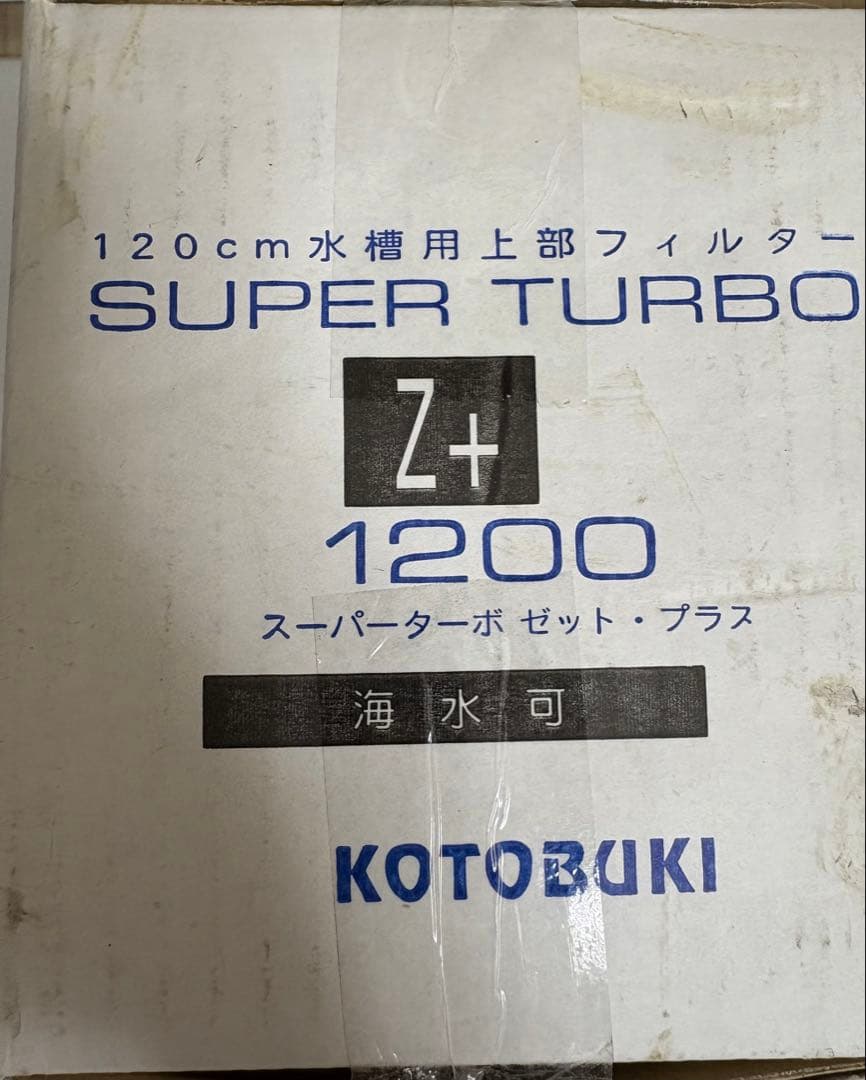 120cm水槽用上部フィルター
SUPER TURBO
Z+
1200
スーパーターボ ゼット・プラス
海水可
KOTOBUKI